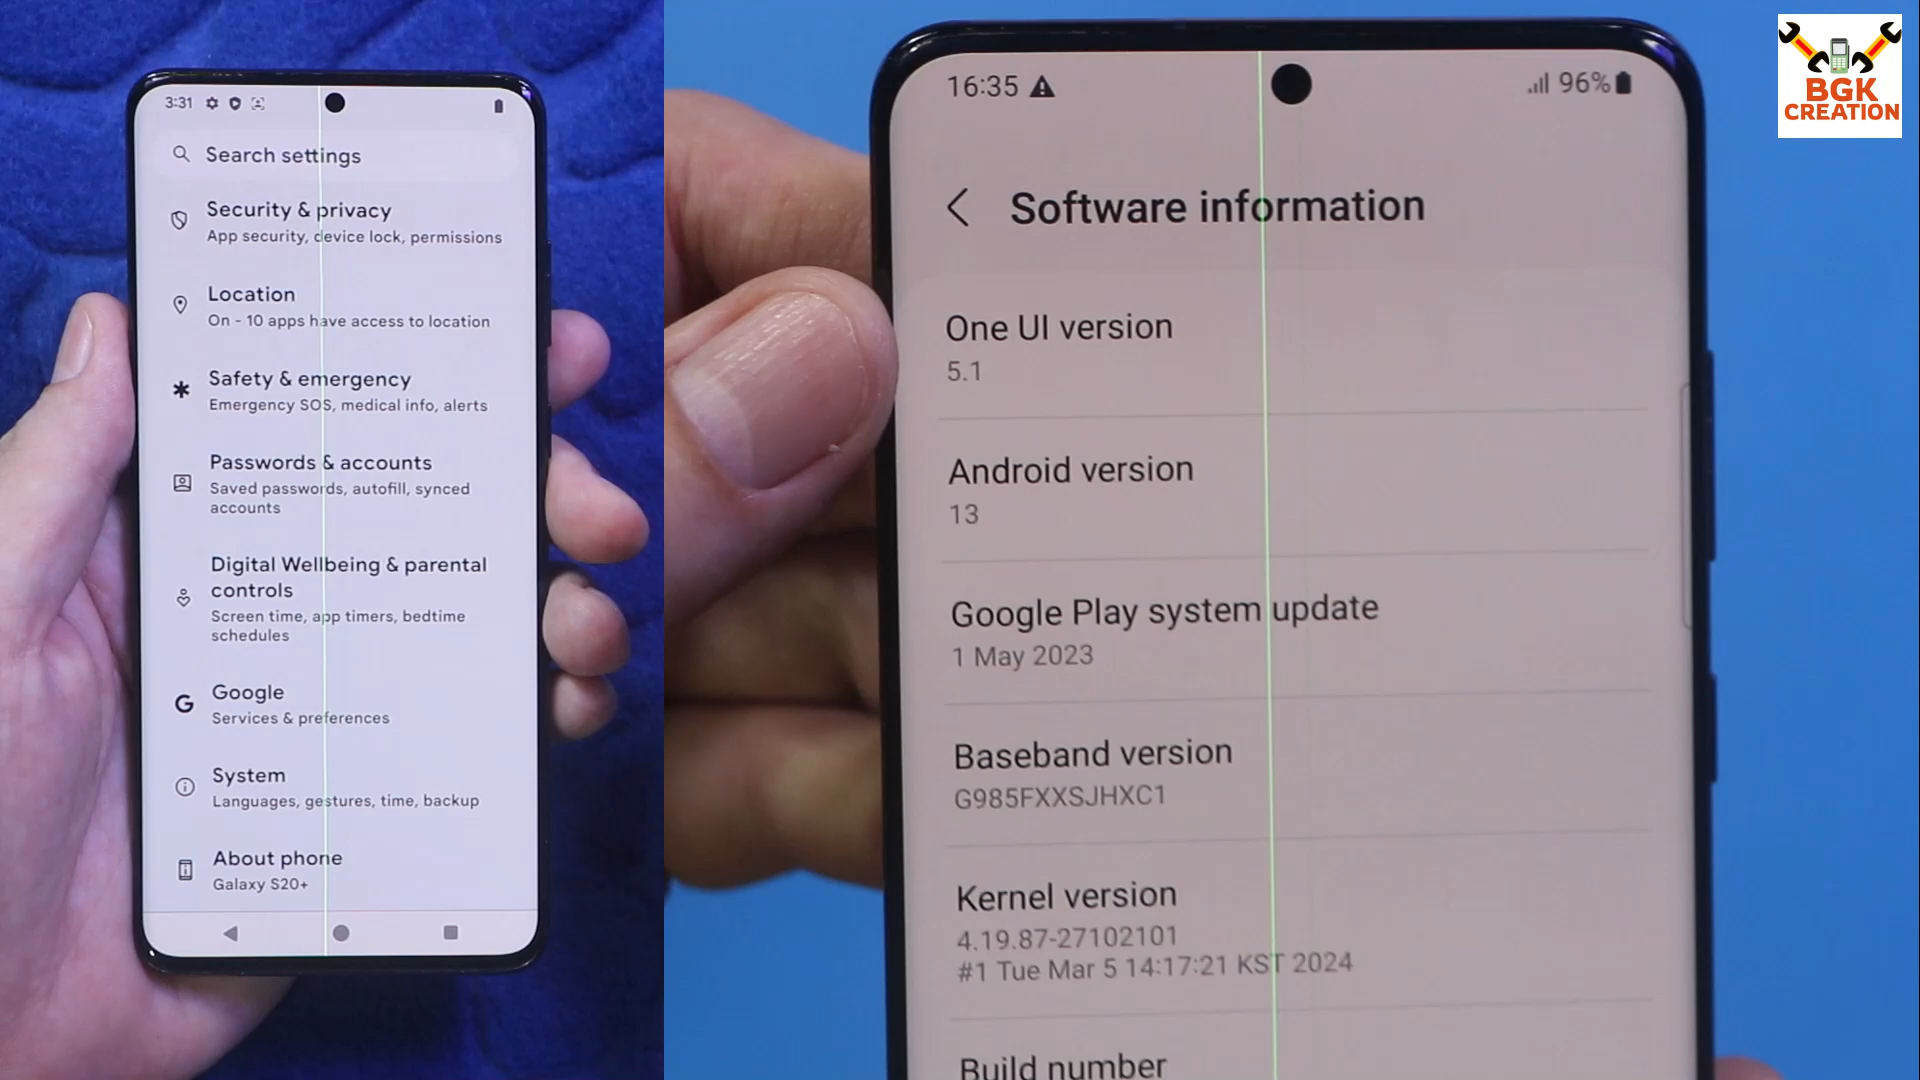 3:31
Search settings
Security & privacy
App security, device lock, permissions
Location
On - 10 apps have access to location
Safety & emergency
Emergency SOS, medical info, alerts
Passwords & accounts
Saved passwords, autofill, synced
accounts
Digital Wellbeing & parental
controls
Screen time, app timers, bedtime
schedules
Google
Services & preferences
System
Languages, gestures, time, backup
About phone
Galaxy S20+
16:35
96%
Software information
One UI version
5.1
Android version
13
Google Play system update
1 May 2023
Baseband version
G985FXXSJHXC1
Kernel version
4.19.87-27102101
#1 Tue Mar 5 14:17:21 KST 2024
Build number
BGK
CREATION